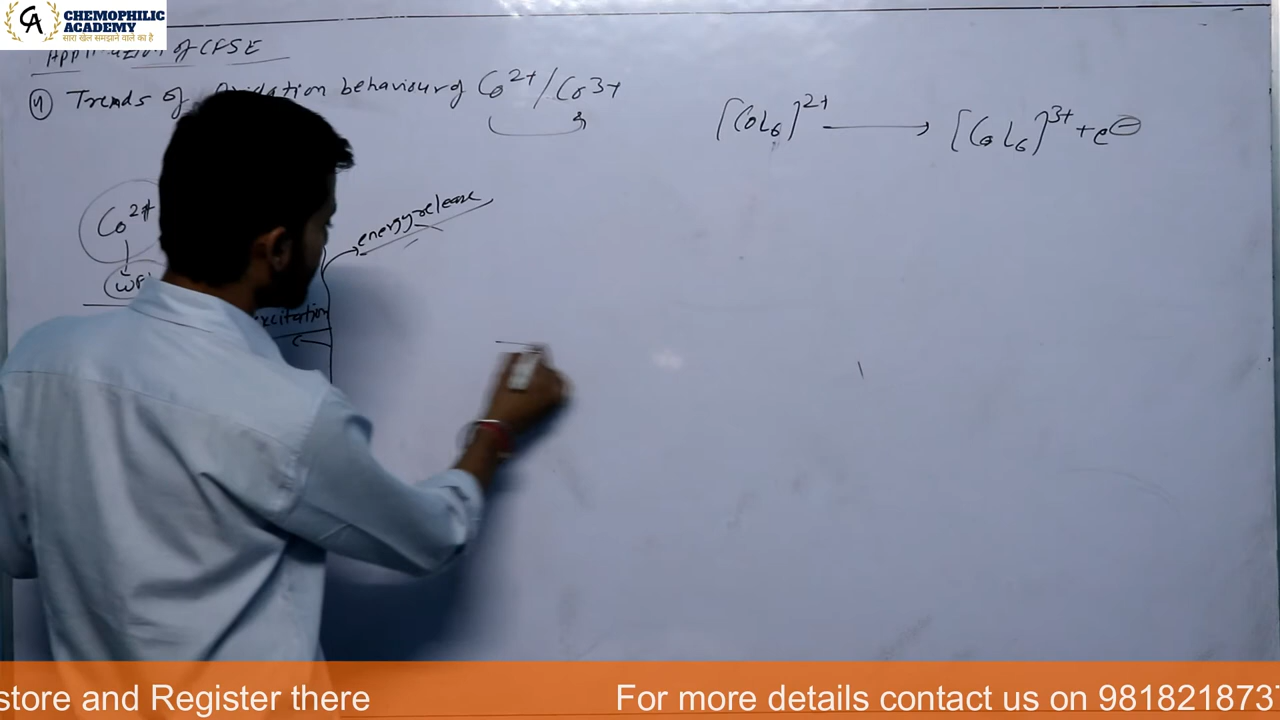 CHEMOPHILIC
ACADEMY
सारा खेल समझाने वाले का है
Application of CFSE
④ Trends of Oxidation behaviour of Co²⁺/Co³⁺
[CoL₆]²⁺ → [CoL₆]³⁺ + e⊖
Co²⁺
energy release
excitation
store and Register there
For more details contact us on 981821873